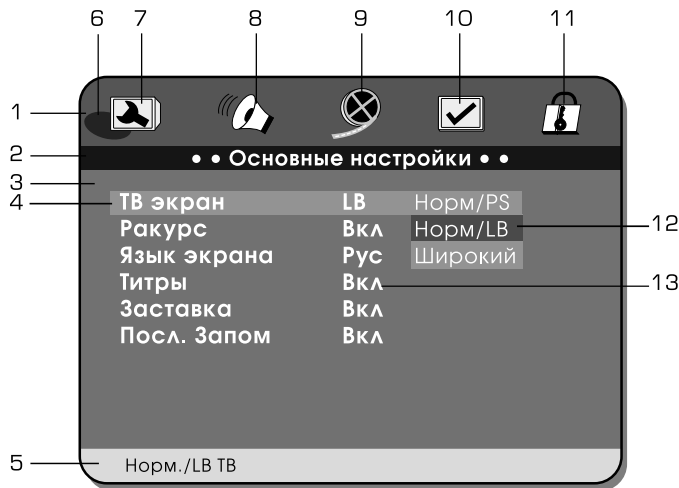 6 7 8 9 10 11
1
2 • • Основные настройки • •
3
4 ТВ экран LB Норм/PS
Ракурс Вкл Норм/LB 12
Язык экрана Рус Широкий
Титры Вкл 13
Заставка Вкл
Посл. Запом Вкл
5 Норм./LB ТВ